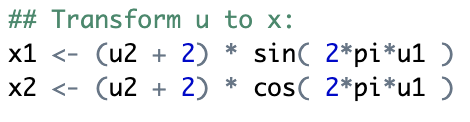 ## Transform u to x:
x1 <- (u2 + 2) * sin( 2*pi*u1 )
x2 <- (u2 + 2) * cos( 2*pi*u1 )